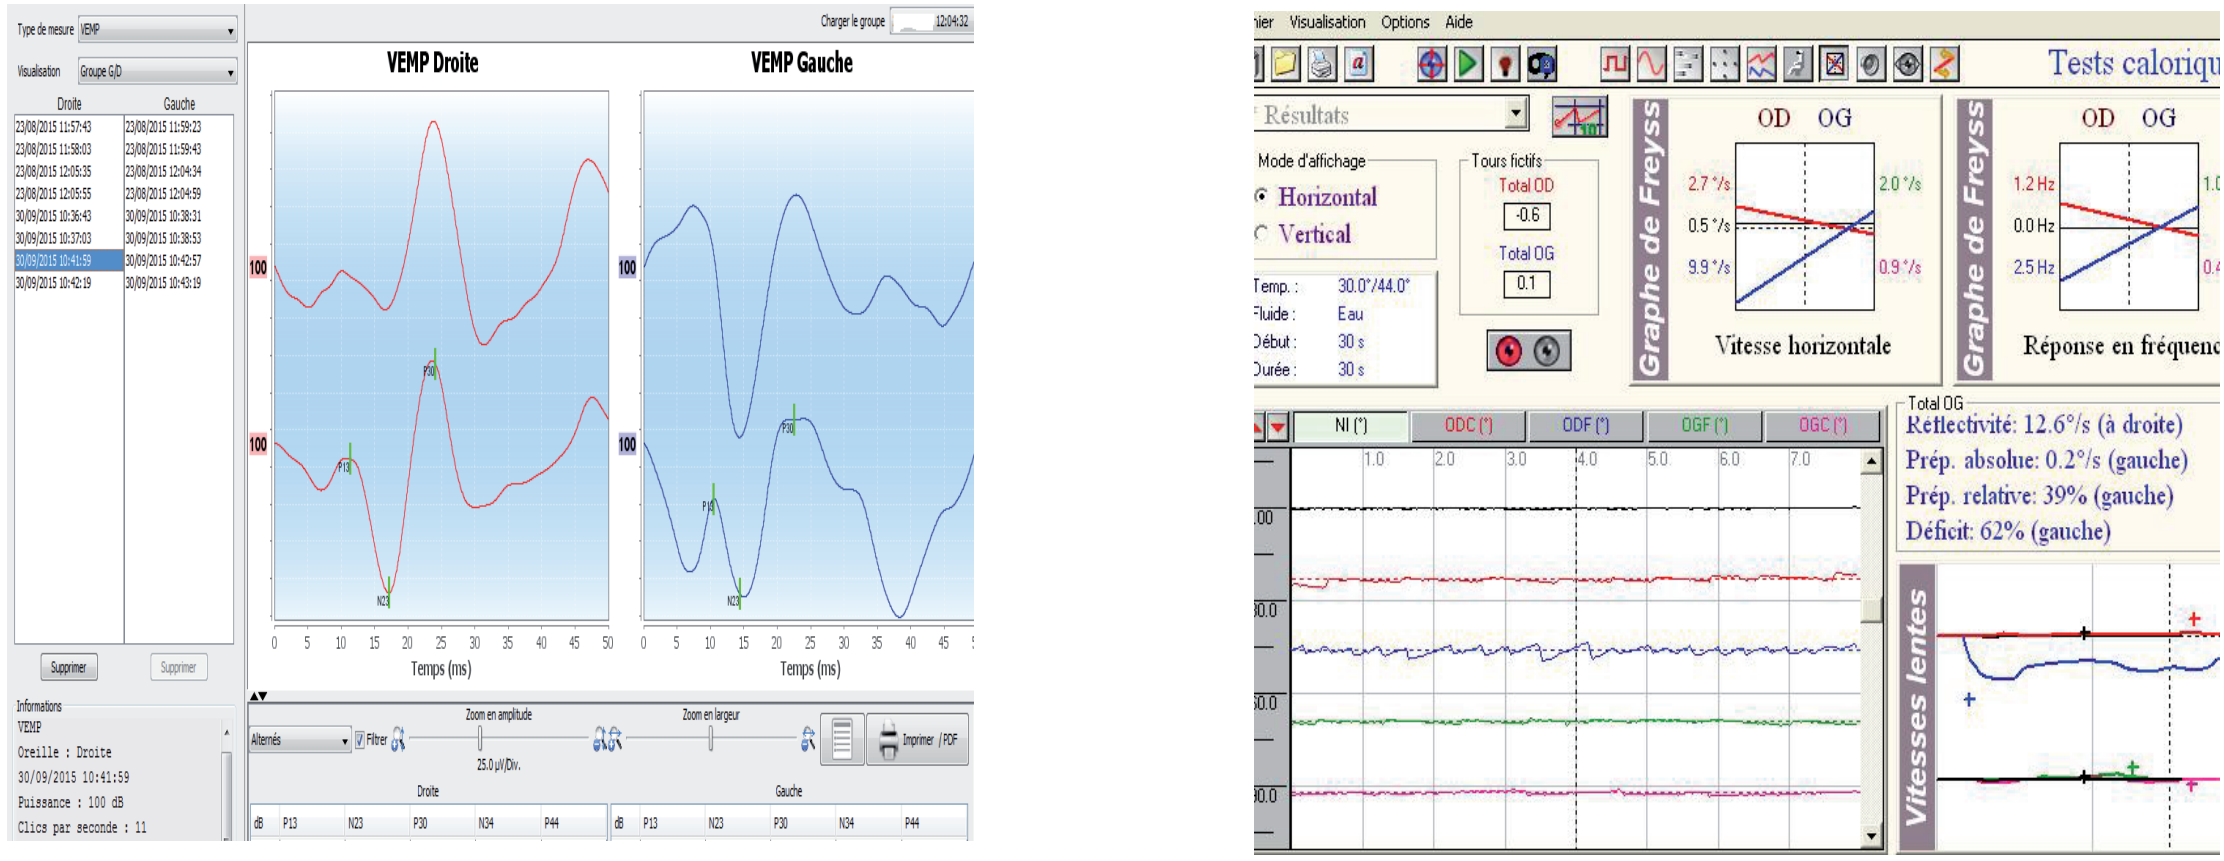 Type de mesure VEMP
Visualisation Groupe G/D
Droite Gauche
23/08/2015 11:57:43 23/08/2015 11:59:23
23/08/2015 11:58:03 23/08/2015 11:59:43
23/08/2015 12:05:35 23/08/2015 12:04:34
23/08/2015 12:05:55 23/08/2015 12:04:59
30/09/2015 10:36:43 30/09/2015 10:38:31
30/09/2015 10:37:03 30/09/2015 10:38:53
30/09/2015 10:41:59 30/09/2015 10:42:57
30/09/2015 10:42:19 30/09/2015 10:43:19
Supprimer Supprimer
Informations
VEMP
Oreille : Droite
30/09/2015 10:41:59
Puissance : 100 dB
Clics par seconde : 11
Charger le groupe 12:04:32
VEMP Droite VEMP Gauche
100 100
P30
P30
100 100
P13
P13
N23 N23
0 5 10 15 20 25 30 35 40 45 50 0 5 10 15 20 25 30 35 40 45
Temps (ms) Temps (ms)
Zoom en amplitude Zoom en largeur
Alternés Filtrer Imprimer / PDF
25.0 µV/Div.
Droite Gauche
dB P13 N23 P30 N34 P44 dB P13 N23 P30 N34 P44
hier Visualisation Options Aide
a
Tests caloriqu
* Résultats
10
Mode d'affichage
Horizontal
Vertical
Tours fictifs
Total OD
-0.6
Total OG
0.1
Temp. : 30.0°/44.0°
Fluide : Eau
Début : 30 s
Durée : 30 s
Graphe de Freyss
OD OG
2.7 °/s 2.0 °/s
0.5 °/s
9.9 °/s 0.9 °/s
Vitesse horizontale
Graphe de Freyss
OD OG
1.2 Hz 1.0
0.0 Hz
2.5 Hz 0.4
Réponse en fréquenc
NI (°) ODC (°) ODF (°) OGF (°) OGC (°)
1.0 2.0 3.0 4.0 5.0 6.0 7.0
.00
30.0
60.0
90.0
Total OG
Réflectivité: 12.6°/s (à droite)
Prép. absolue: 0.2°/s (gauche)
Prép. relative: 39% (gauche)
Déficit: 62% (gauche)
Vitesses lentes